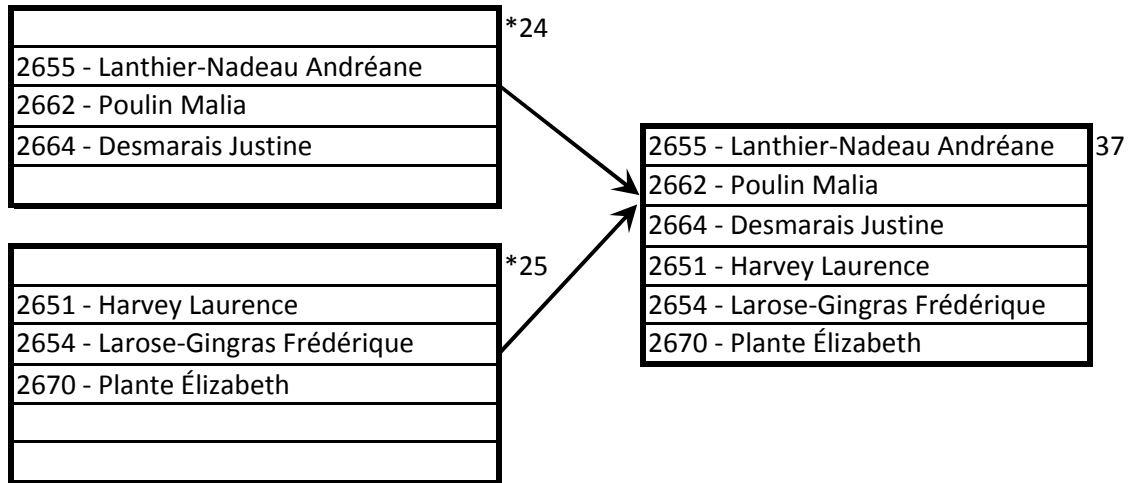 *24
2655 - Lanthier-Nadeau Andréane
2662 - Poulin Malia
2664 - Desmarais Justine
*25
2651 - Harvey Laurence
2654 - Larose-Gingras Frédérique
2670 - Plante Élizabeth
2655 - Lanthier-Nadeau Andréane 37
2662 - Poulin Malia
2664 - Desmarais Justine
2651 - Harvey Laurence
2654 - Larose-Gingras Frédérique
2670 - Plante Élizabeth